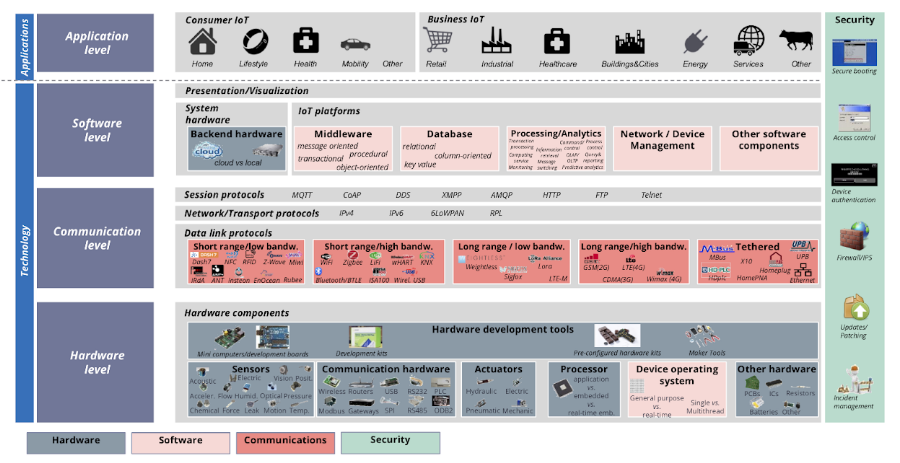 Applications
Technology
Application
level
Consumer IoT
Home
Lifestyle
Health
Mobility
Other
Business IoT
Retail
Industrial
Healthcare
Buildings&Cities
Energy
Services
Other
Software
level
Presentation/Visualization
System
hardware
Backend hardware
cloud
cloud vs local
IoT platforms
Middleware
message oriented
procedural
transactional
object-oriented
Database
relational
column-oriented
key value
Processing/Analytics
Network / Device
Management
Other software
components
Communication
level
Session protocols MQTT CoAP DDS XMPP AMQP HTTP FTP Telnet
Network/Transport protocols IPv4 IPv6 6LoWPAN RPL
Data link protocols
Short range/low bandw.
Dash7 NFC RFID Z-Wave Miwi
IRdA ANT Insteon EnOcean Rubee
Short range/high bandw.
WiFi Zigbee LiFi wHART KNX
Bluetooth/BTLE ISA100 Wirel. USB
Long range / low bandw.
Weightless Lora
Sigfox LTE-M
Long range/high bandw.
GSM(2G) LTE(4G)
CDMA(3G) Wimax (4G)
Tethered
M-Bus
MBus X10 Homeplug UPB
HomePNA Ethernet
Hardware
level
Hardware components
Hardware development tools
Mini computers/development boards
Development kits
Pre-configured hardware kits
Maker Tools
Sensors
Acoustic Electric Vision Posit.
Acceler. Flow Humid. Optical Pressure
Chemical Force Leak Motion Temp.
Communication hardware
Wireless Routers USB RS232 PLC
Modbus Gateways SPI RS485 ODB2
Actuators
Hydraulic Electric
Pneumatic Mechanic
Processor
application
vs.
embedded
vs.
real-time emb.
Device operating
system
General purpose
vs.
real-time
Single vs.
Multithread
Other hardware
PCBs ICs Resistors
Batteries Other
Security
Secure booting
Access control
Device
authentication
Firewall/IPS
Updates/
Patching
Incident
management
Hardware
Software
Communications
Security